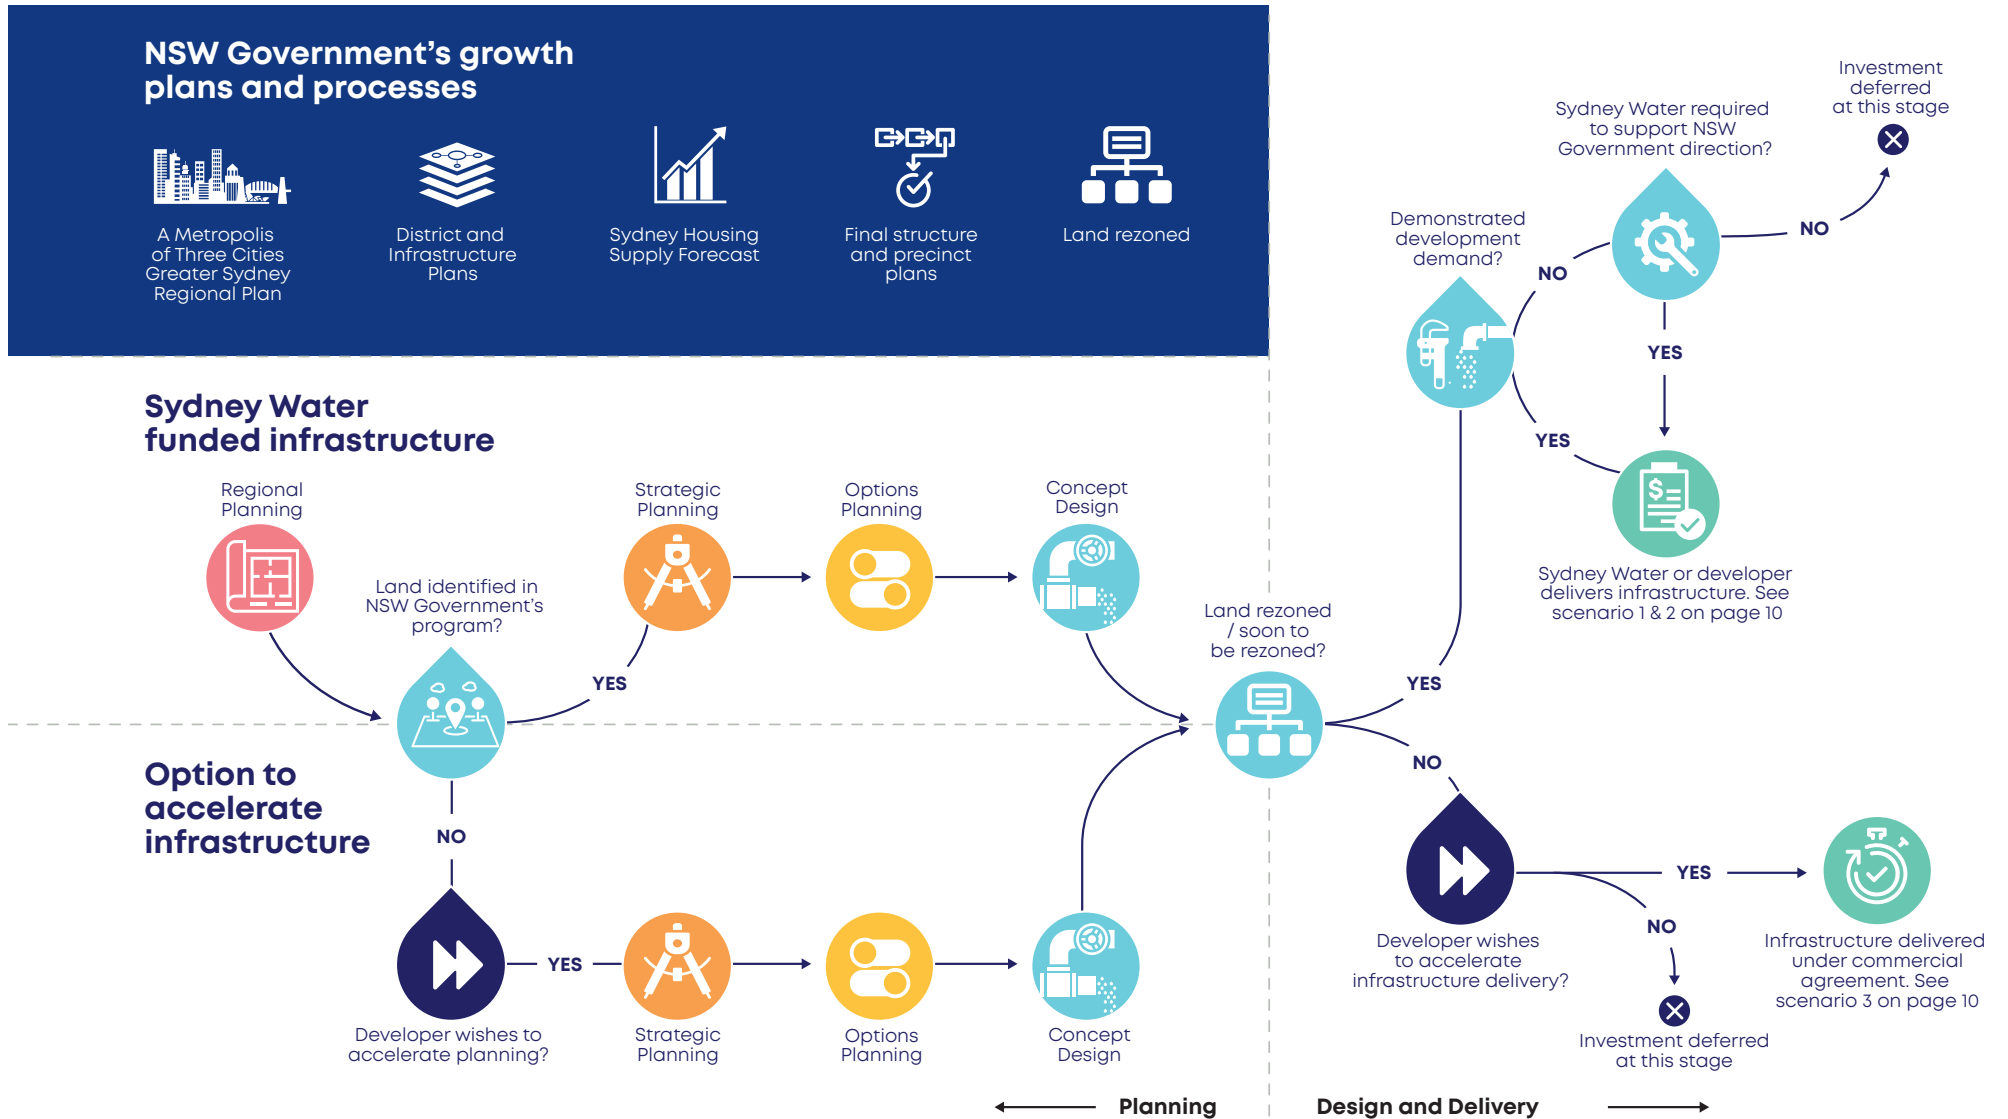 NSW Government's growth
plans and processes
A Metropolis
of Three Cities
Greater Sydney
Regional Plan
District and
Infrastructure
Plans
Sydney Housing
Supply Forecast
Final structure
and precinct
plans
Land rezoned
Sydney Water
funded infrastructure
Regional
Planning
Land identified in
NSW Government's
program?
YES
Strategic
Planning
Options
Planning
Concept
Design
Option to
accelerate
infrastructure
NO
Developer wishes to
accelerate planning?
YES
Strategic
Planning
Options
Planning
Concept
Design
Land rezoned
/ soon to
be rezoned?
YES
NO
Demonstrated
development
demand?
NO
YES
Sydney Water required
to support NSW
Government direction?
NO
Investment
deferred
at this stage
YES
$
Sydney Water or developer
delivers infrastructure. See
scenario 1 & 2 on page 10
Developer wishes
to accelerate
infrastructure delivery?
YES
NO
Investment deferred
at this stage
Infrastructure delivered
under commercial
agreement. See
scenario 3 on page 10
Planning
Design and Delivery